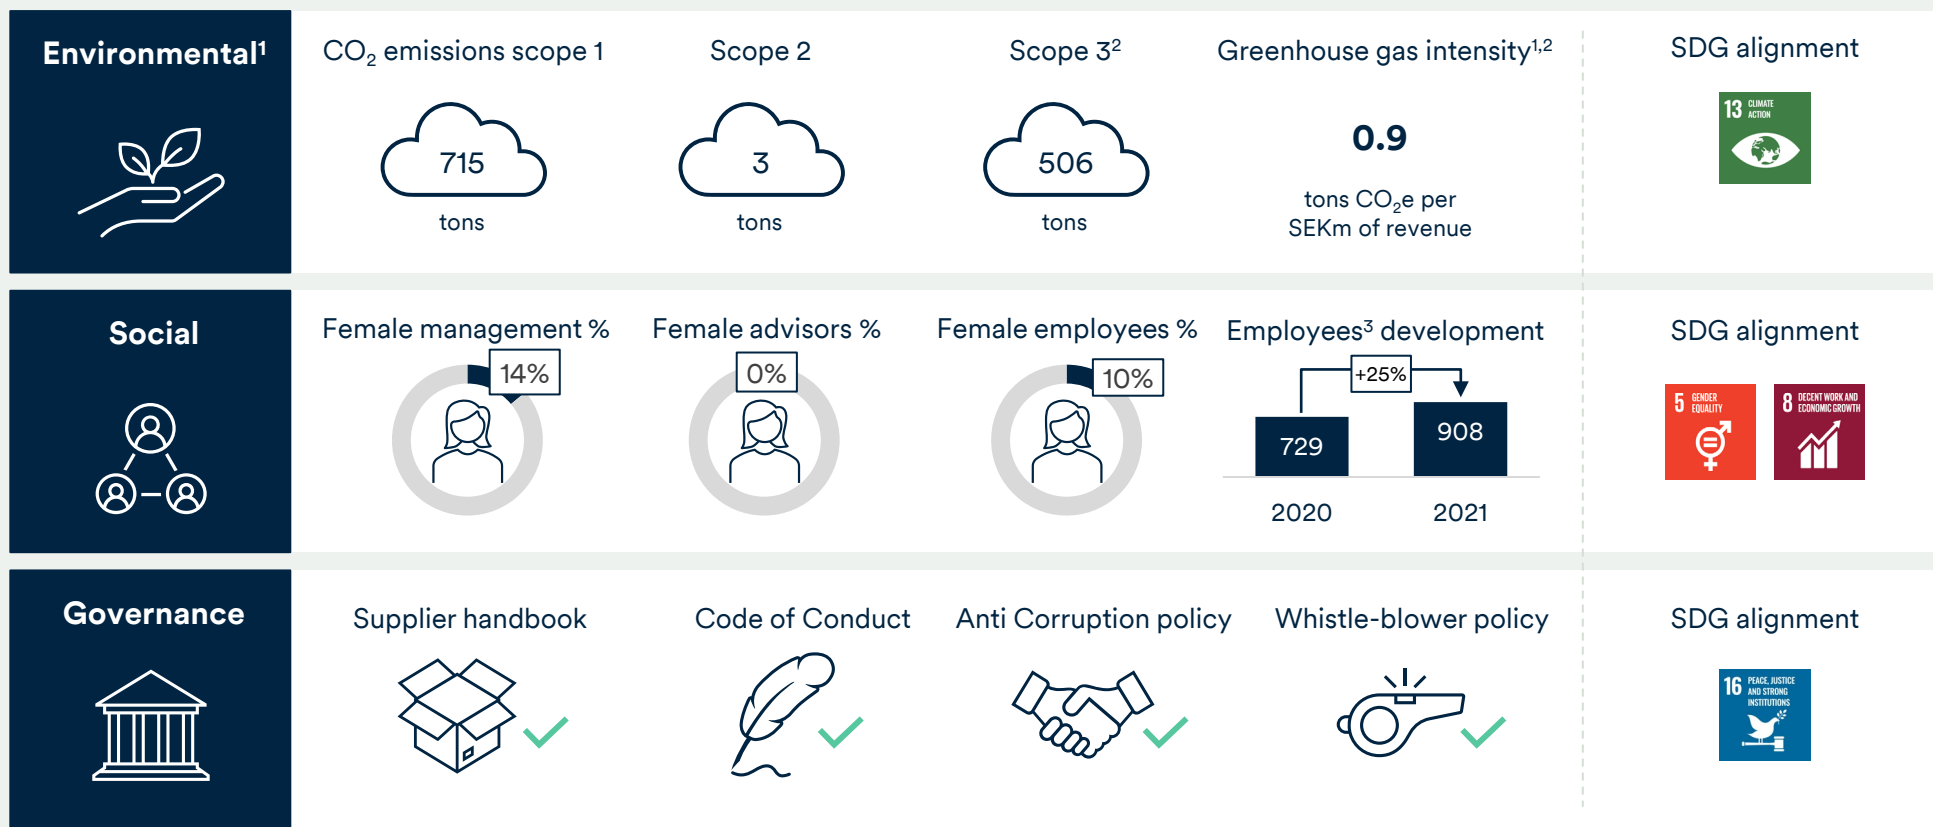 Environmental¹
CO₂ emissions scope 1
Scope 2
Scope 3²
Greenhouse gas intensity¹,²
SDG alignment
715
tons
3
tons
506
tons
0.9
tons CO₂e per
SEKm of revenue
13 CLIMATE
ACTION
Social
Female management %
Female advisors %
Female employees %
Employees³ development
SDG alignment
14%
0%
10%
+25%
729
908
2020
2021
5 GENDER
EQUALITY
8 DECENT WORK AND
ECONOMIC GROWTH
Governance
Supplier handbook
Code of Conduct
Anti Corruption policy
Whistle-blower policy
SDG alignment
16 PEACE, JUSTICE
AND STRONG
INSTITUTIONS